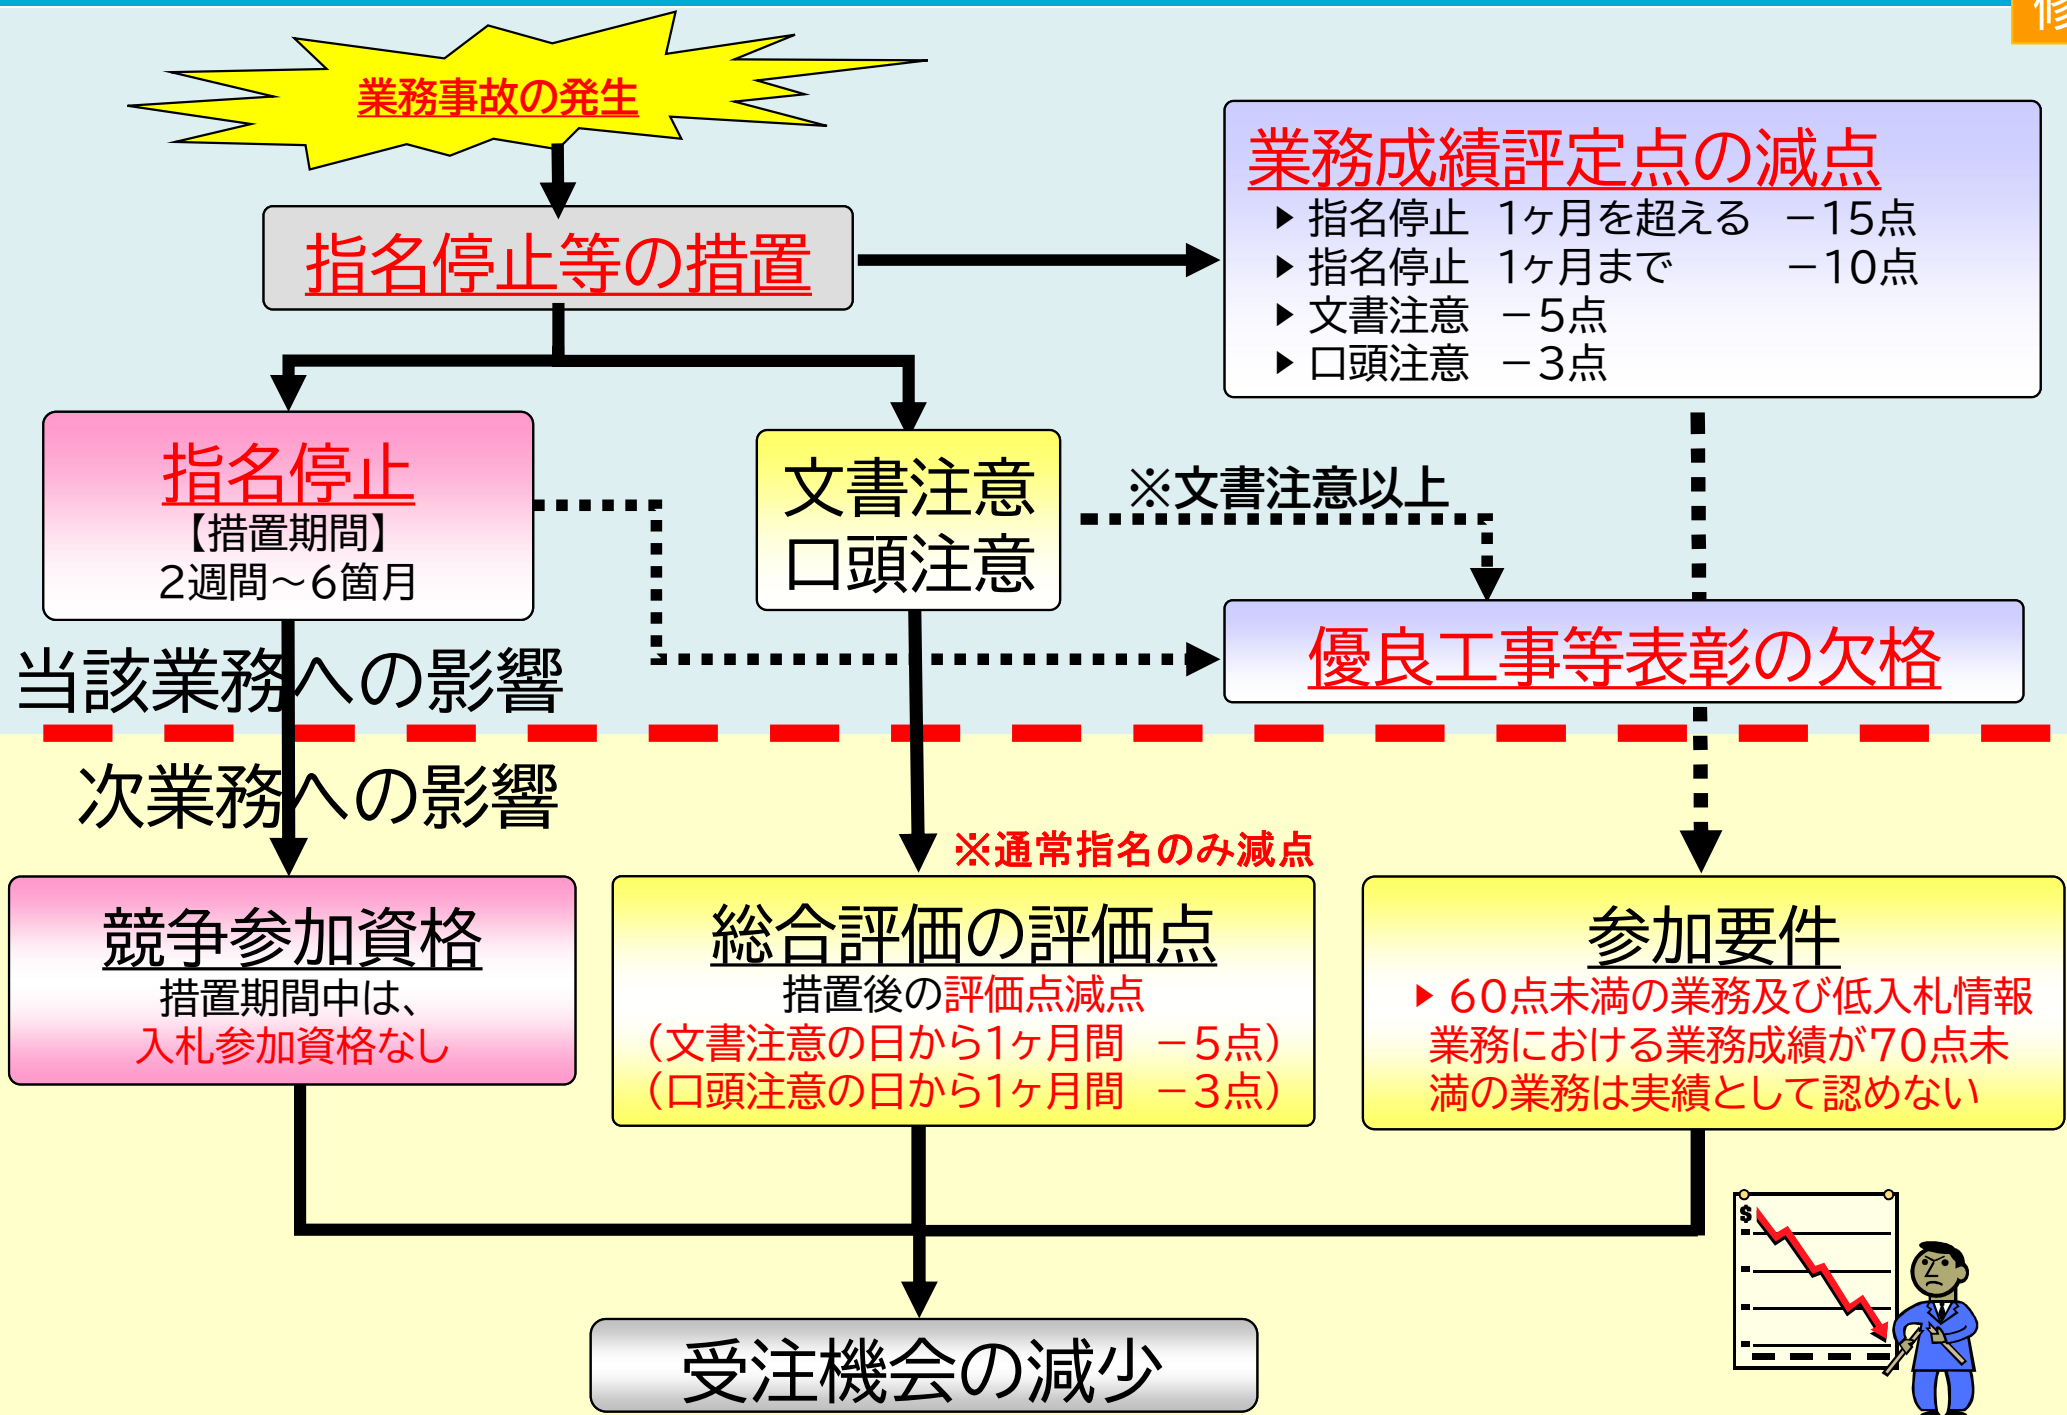 修
業務事故の発生
指名停止等の措置
業務成績評定点の減点
▶指名停止 1ヶ月を超える －15点
▶指名停止 1ヶ月まで －10点
▶文書注意 －5点
▶口頭注意 －3点
指名停止
【措置期間】
2週間～6箇月
文書注意
口頭注意
※文書注意以上
優良工事等表彰の欠格
当該業務への影響
次業務への影響
※通常指名のみ減点
競争参加資格
措置期間中は、
入札参加資格なし
総合評価の評価点
措置後の評価点減点
（文書注意の日から1ヶ月間 －5点）
（口頭注意の日から1ヶ月間 －3点）
参加要件
▶60点未満の業務及び低入札情報
業務における業務成績が70点未
満の業務は実績として認めない
$
受注機会の減少